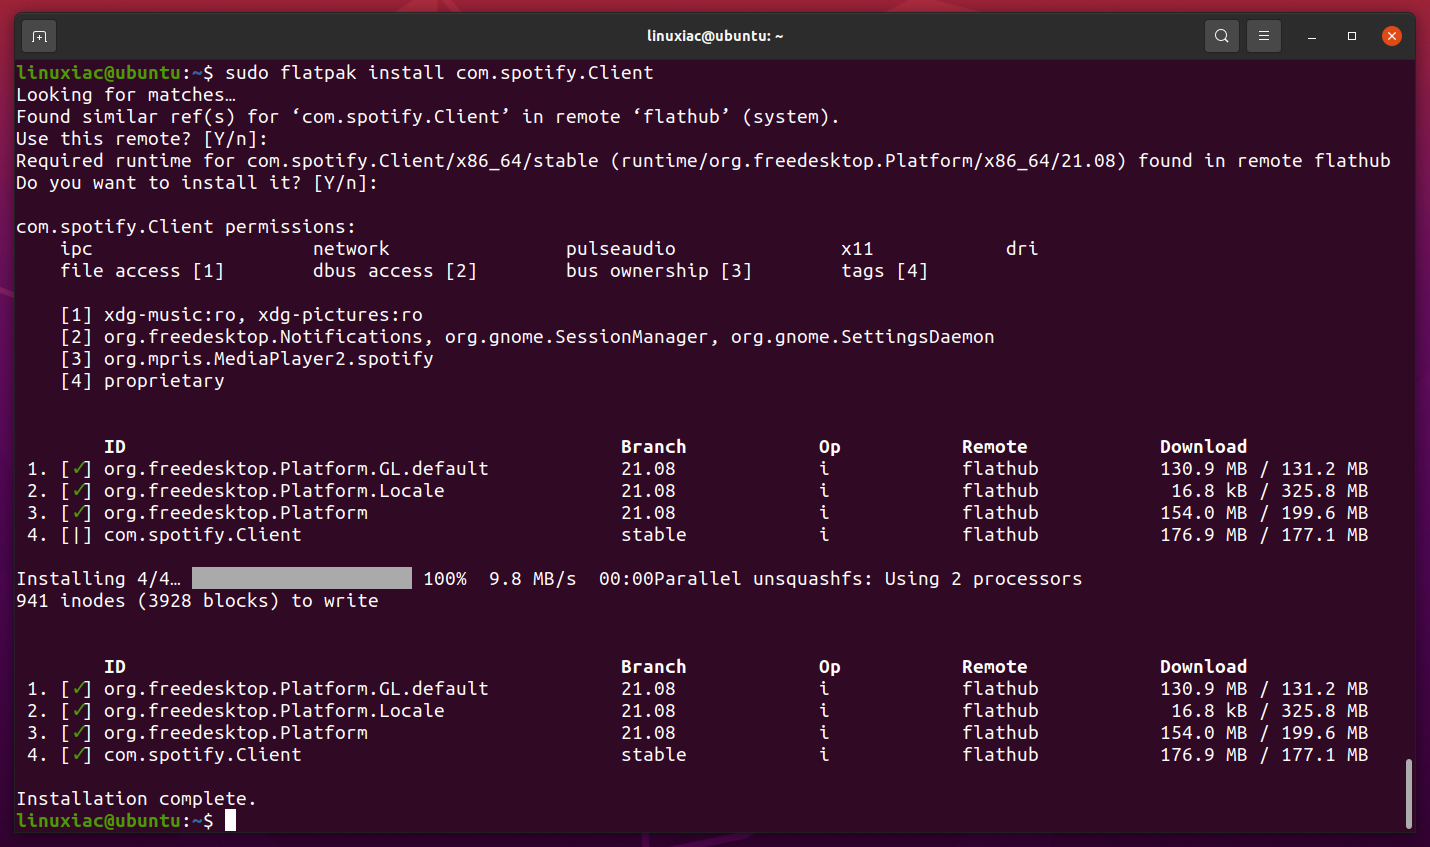 linuxiac@ubuntu: ~
linuxiac@ubuntu:~$ sudo flatpak install com.spotify.Client
Looking for matches…
Found similar ref(s) for ‘com.spotify.Client’ in remote ‘flathub’ (system).
Use this remote? [Y/n]:
Required runtime for com.spotify.Client/x86_64/stable (runtime/org.freedesktop.Platform/x86_64/21.08) found in remote flathub
Do you want to install it? [Y/n]:
com.spotify.Client permissions:
ipc network pulseaudio x11 dri
file access [1] dbus access [2] bus ownership [3] tags [4]
[1] xdg-music:ro, xdg-pictures:ro
[2] org.freedesktop.Notifications, org.gnome.SessionManager, org.gnome.SettingsDaemon
[3] org.mpris.MediaPlayer2.spotify
[4] proprietary
ID Branch Op Remote Download
1. [✓] org.freedesktop.Platform.GL.default 21.08 i flathub 130.9 MB / 131.2 MB
2. [✓] org.freedesktop.Platform.Locale 21.08 i flathub 16.8 kB / 325.8 MB
3. [✓] org.freedesktop.Platform 21.08 i flathub 154.0 MB / 199.6 MB
4. [|] com.spotify.Client stable i flathub 176.9 MB / 177.1 MB
Installing 4/4… 100% 9.8 MB/s 00:00Parallel unsquashfs: Using 2 processors
941 inodes (3928 blocks) to write
ID Branch Op Remote Download
1. [✓] org.freedesktop.Platform.GL.default 21.08 i flathub 130.9 MB / 131.2 MB
2. [✓] org.freedesktop.Platform.Locale 21.08 i flathub 16.8 kB / 325.8 MB
3. [✓] org.freedesktop.Platform 21.08 i flathub 154.0 MB / 199.6 MB
4. [✓] com.spotify.Client stable i flathub 176.9 MB / 177.1 MB
Installation complete.
linuxiac@ubuntu:~$